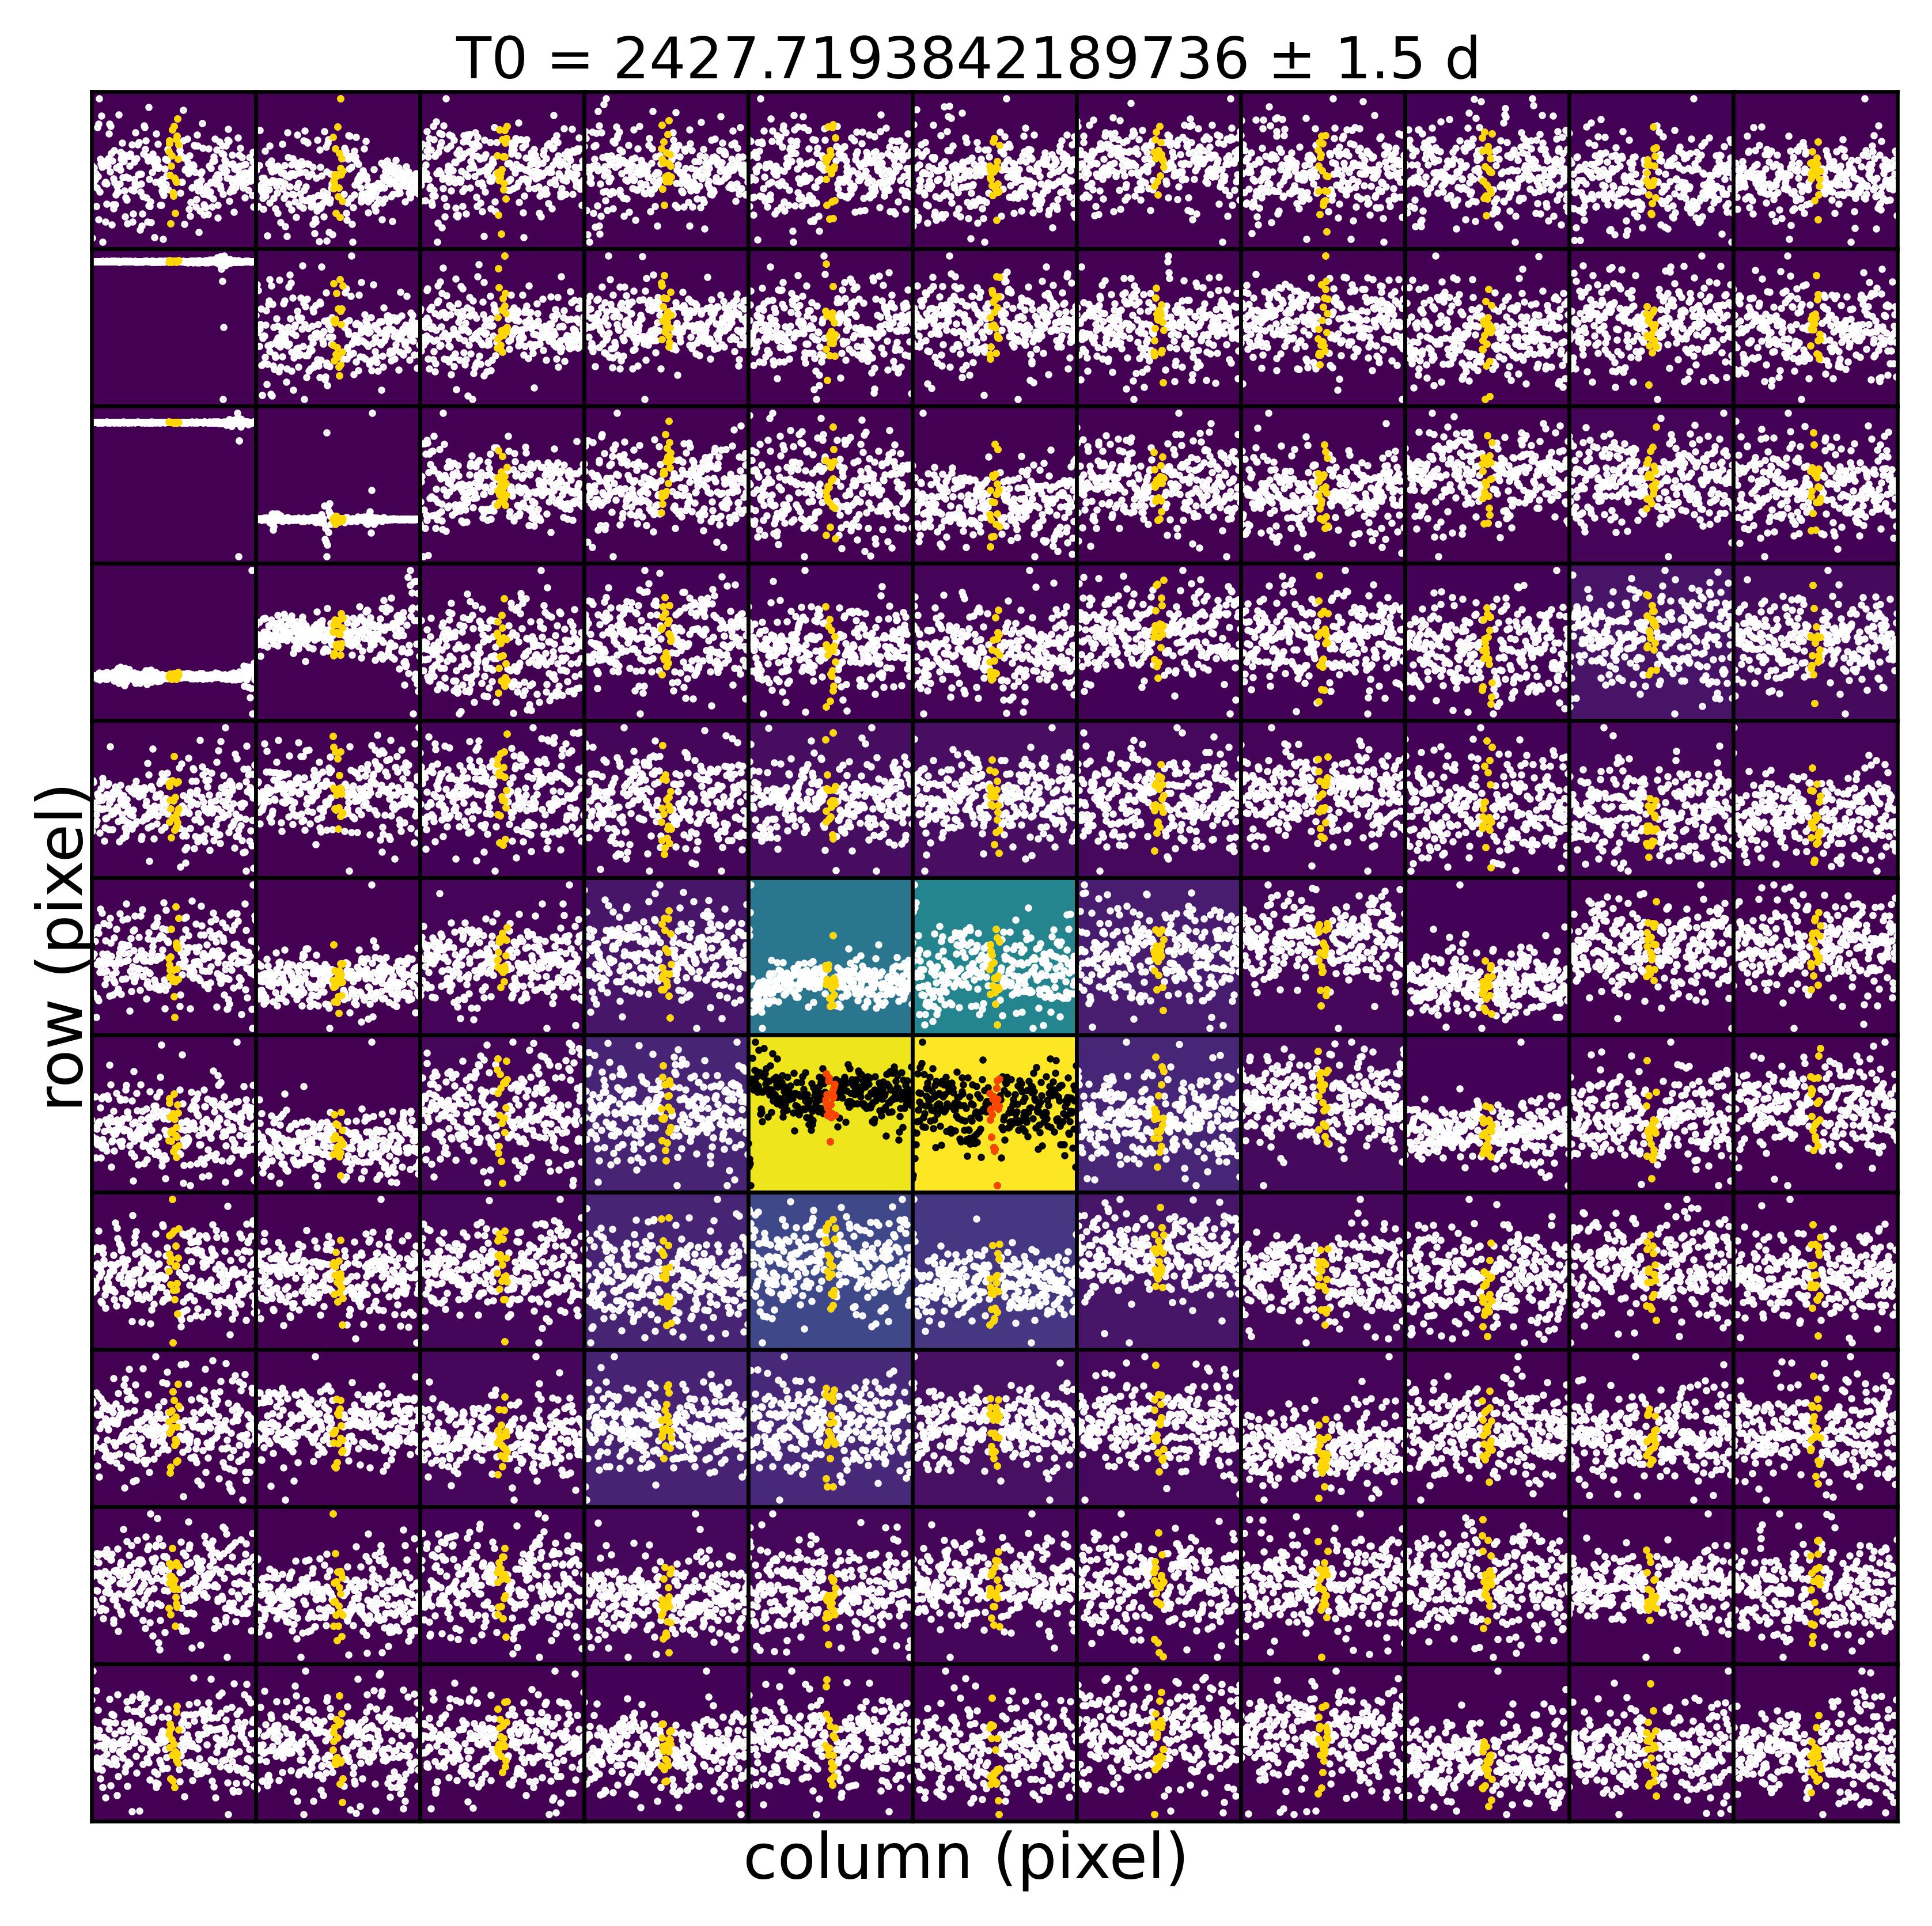 T0 = 2427.7193842189736 ± 1.5 d
row (pixel)
column (pixel)